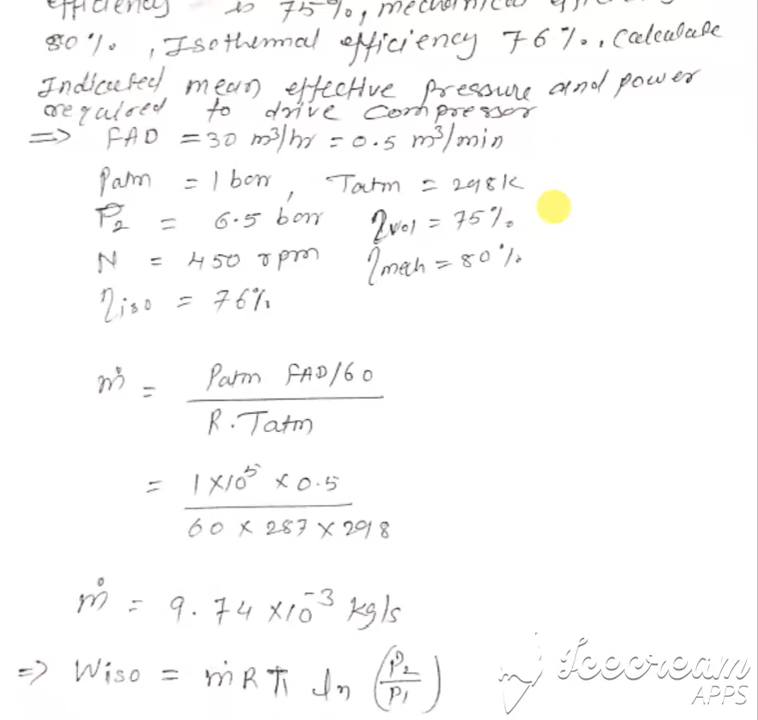 efficiency is 75%, mechanical
80%, Isothermal efficiency 76%, calculate
Indicated mean effective pressure and power
required to drive compressor
=> FAD = 30 m³/hr = 0.5 m³/min
Patm = 1 bar, Tatm = 298K
P₂ = 6.5 bar ηvol = 75%
N = 450 rpm ηmech = 80%
ηiso = 76%
ṁ = Patm FAD/60
R.Tatm
= 1×10⁵ × 0.5
60 × 287 × 298
ṁ = 9.74 × 10⁻³ kg/s
=> Wiso = ṁRT₁ ln (P₂/P₁)
Icecream
APPS